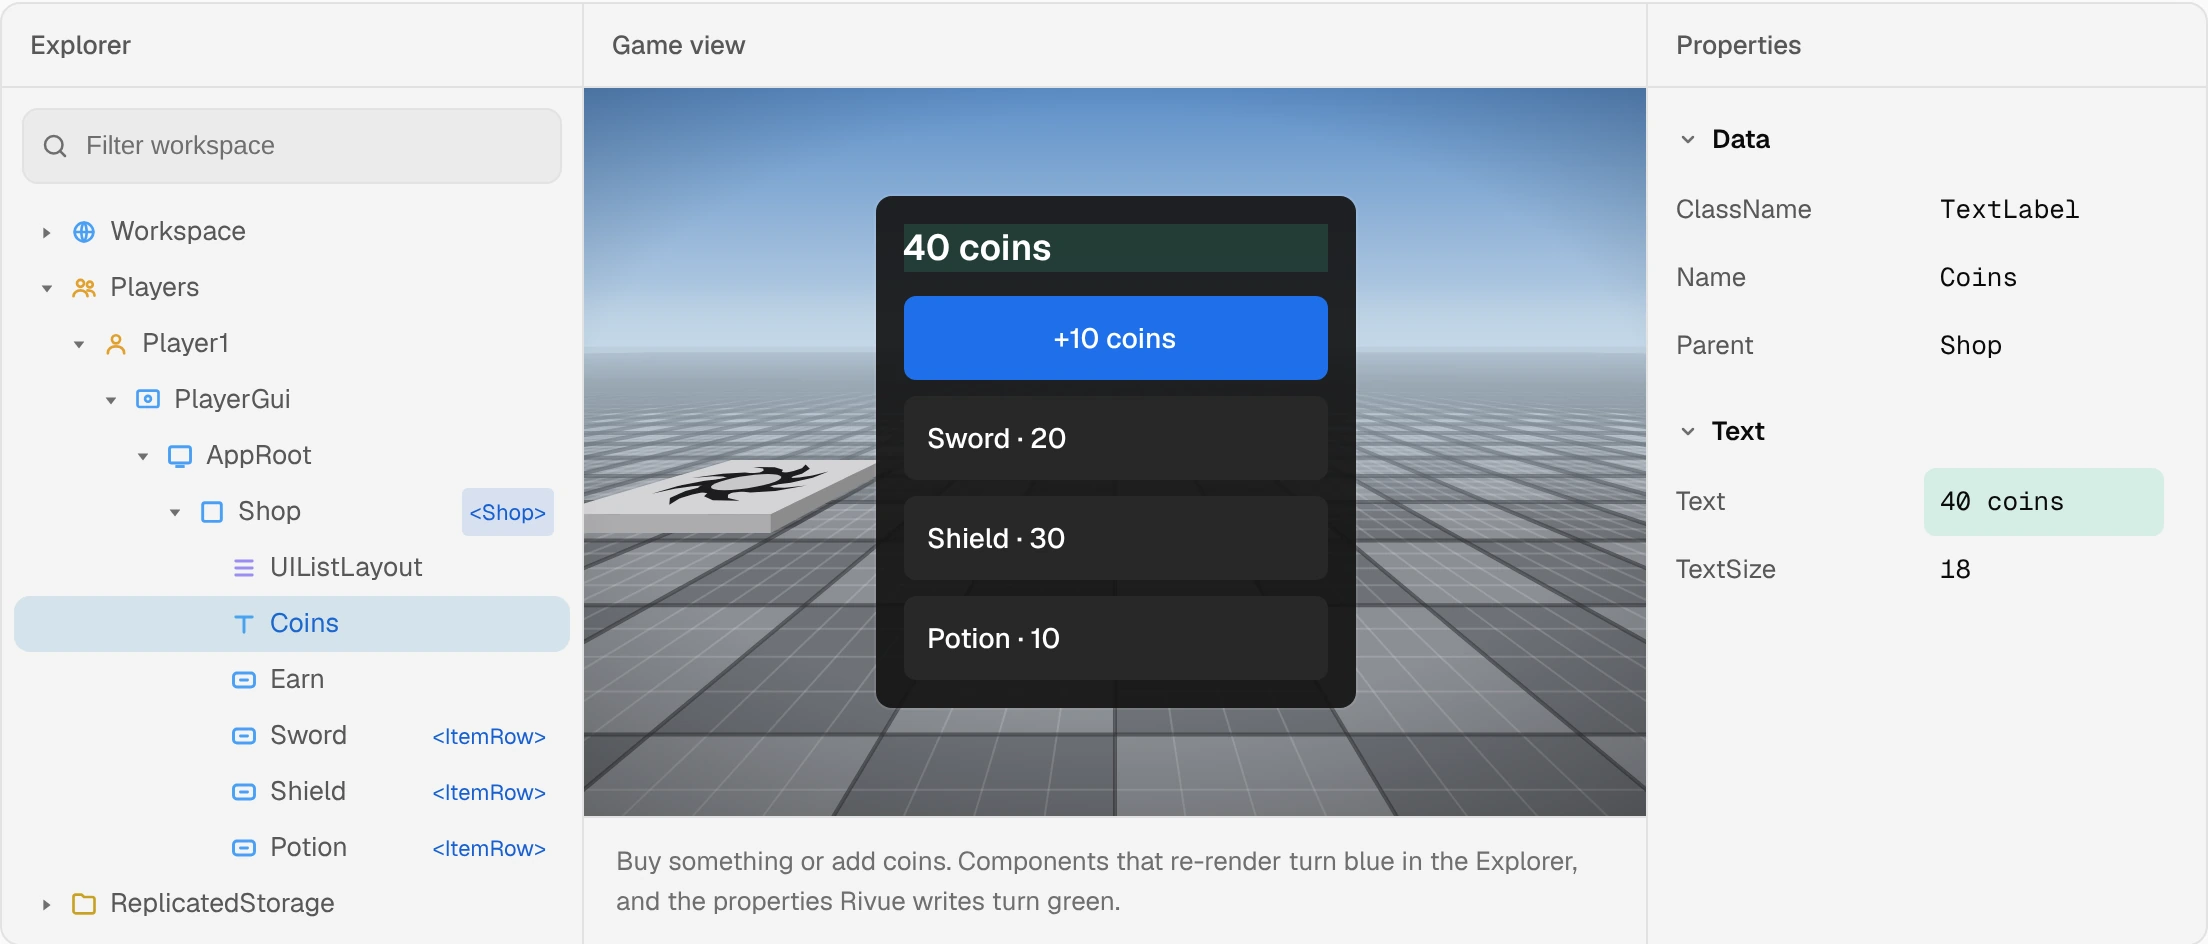 Explorer
Filter workspace
Workspace
Players
Player1
PlayerGui
AppRoot
Shop <Shop>
UIListLayout
Coins
Earn
Sword <ItemRow>
Shield <ItemRow>
Potion <ItemRow>
ReplicatedStorage
Game view
40 coins
+10 coins
Sword · 20
Shield · 30
Potion · 10
Buy something or add coins. Components that re-render turn blue in the Explorer,
and the properties Rivue writes turn green.
Properties
Data
ClassName TextLabel
Name Coins
Parent Shop
Text
Text 40 coins
TextSize 18